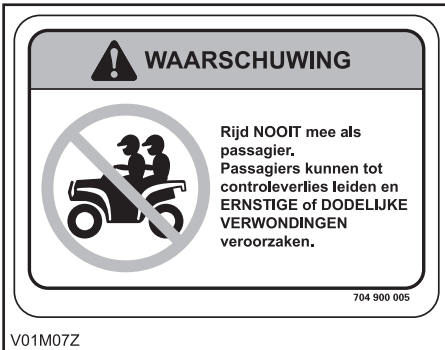 WAARSCHUWING
Rijd NOOIT mee als
passagier.
Passagiers kunnen tot
controleverlies leiden en
ERNSTIGE of DODELIJKE
VERWONDINGEN
veroorzaken.
704 900 005
V01M07Z